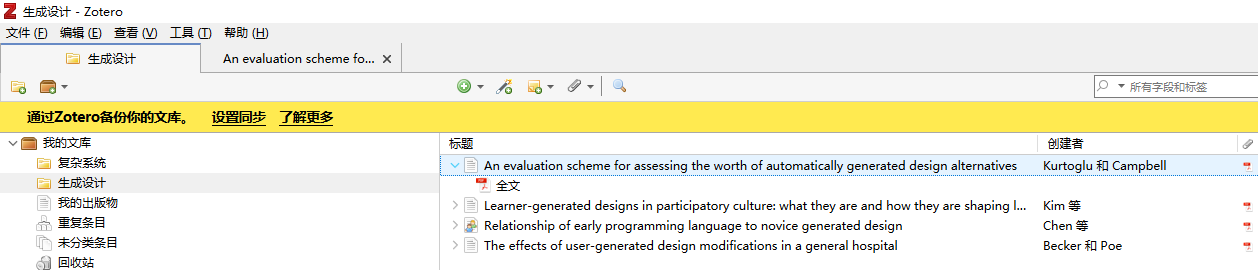 生成设计 - Zotero
文件 (F) 编辑 (E) 查看 (V) 工具 (T) 帮助 (H)
生成设计 An evaluation scheme fo...
所有字段和标签
通过Zotero备份你的文库。 设置同步 了解更多
我的文库
复杂系统
生成设计
我的出版物
重复条目
未分类条目
回收站
标题 创建者
An evaluation scheme for assessing the worth of automatically generated design alternatives Kurtoglu 和 Campbell
全文
Learner-generated designs in participatory culture: what they are and how they are shaping l... Kim 等
Relationship of early programming language to novice generated design Chen 等
The effects of user-generated design modifications in a general hospital Becker 和 Poe